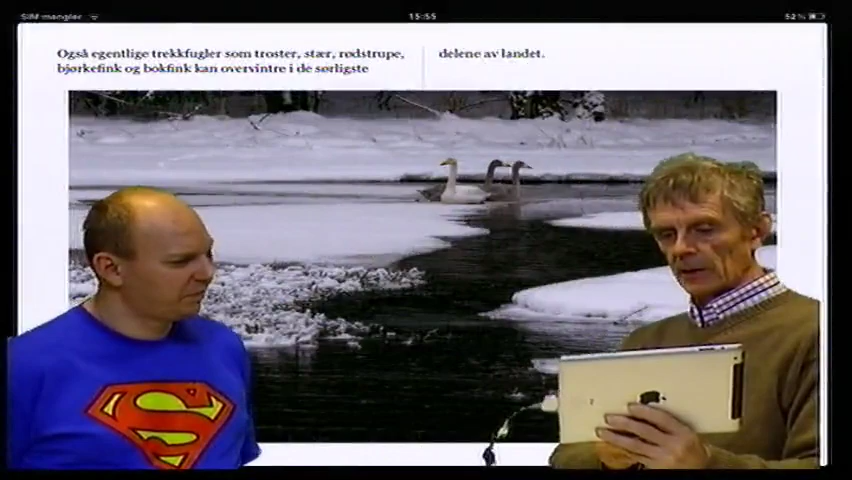 SIM mangler
15:55
52 %
Også egentlige trekkfugler som troster, stær, rødstrupe,
bjørkefink og bokfink kan overvintre i de sørligste
delene av landet.
S